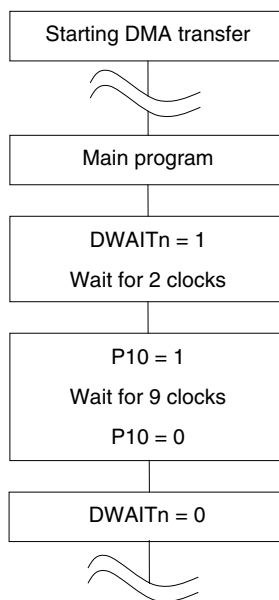 Starting DMA transfer
Main program
DWAITn = 1
Wait for 2 clocks
P10 = 1
Wait for 9 clocks
P10 = 0
DWAITn = 0